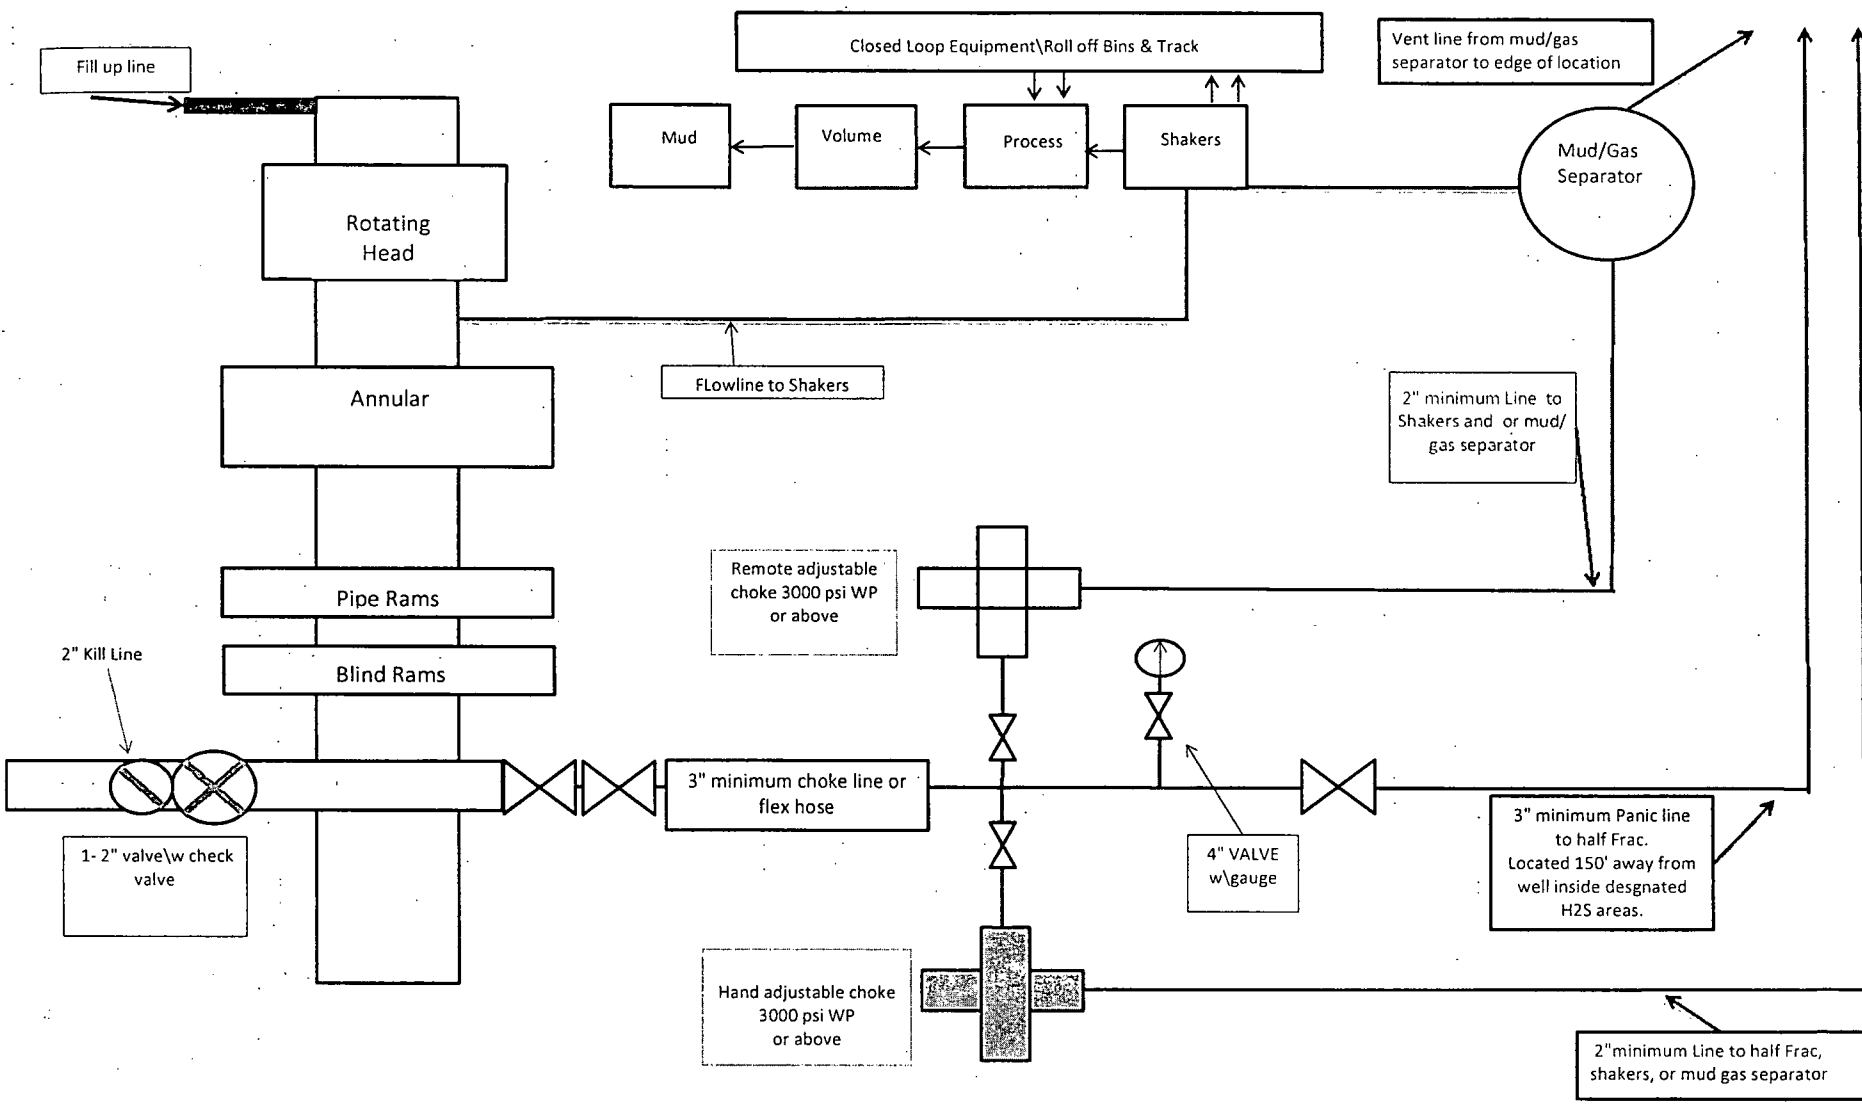 Closed Loop Equipment\Roll off Bins & Track
Vent line from mud/gas
separator to edge of location
Fill up line
Mud
Volume
Process
Shakers
Mud/Gas
Separator
Rotating
Head
FLowline to Shakers
Annular
2" minimum Line to
Shakers and or mud/
gas separator
Remote adjustable
choke 3000 psi WP
or above
Pipe Rams
2" Kill Line
Blind Rams
3" minimum choke line or
flex hose
1- 2" valve\w check
valve
4" VALVE
w\gauge
3" minimum Panic line
to half Frac.
Located 150' away from
well inside desgnated
H2S areas.
Hand adjustable choke
3000 psi WP
or above
2"minimum Line to half Frac,
shakers, or mud gas separator